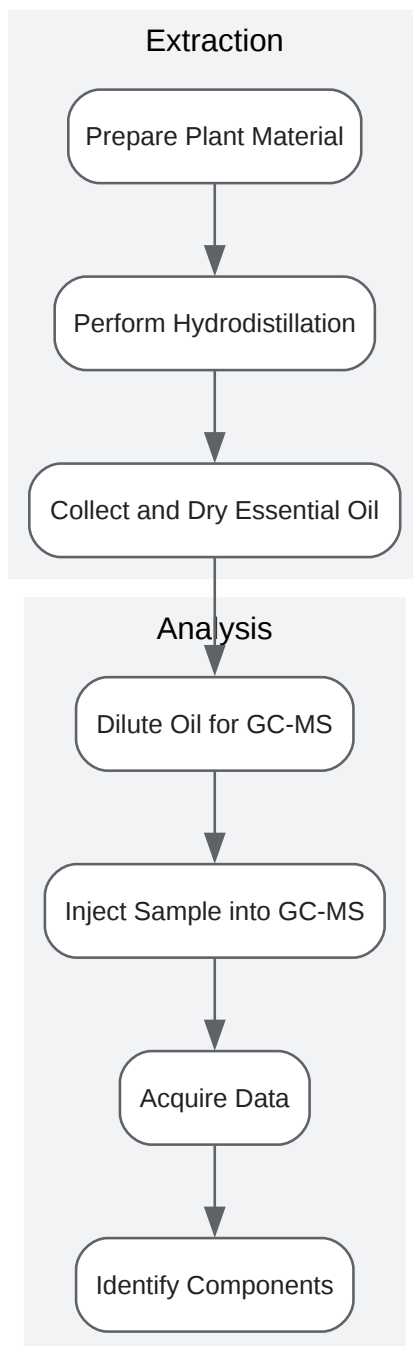 Extraction
Prepare Plant Material
Perform Hydrodistillation
Collect and Dry Essential Oil
Analysis
Dilute Oil for GC-MS
Inject Sample into GC-MS
Acquire Data
Identify Components